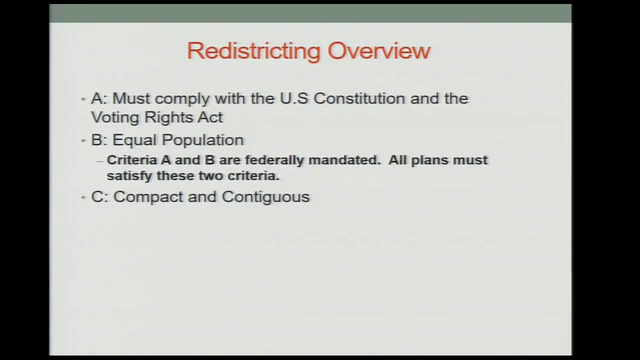 Redistricting Overview
A: Must comply with the U.S Constitution and the
Voting Rights Act
B: Equal Population
– Criteria A and B are federally mandated. All plans must
satisfy these two criteria.
C: Compact and Contiguous